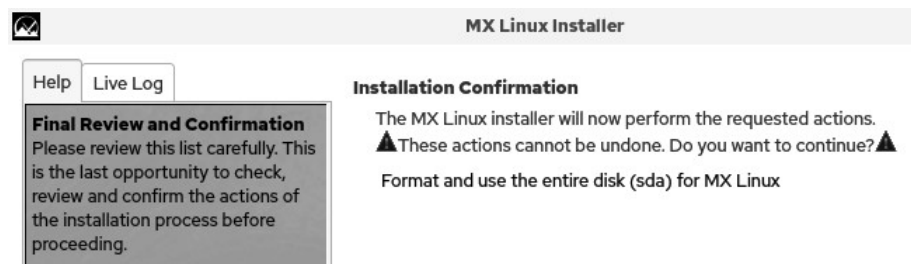 MX Linux Installer
Help
Live Log
Final Review and Confirmation
Please review this list carefully. This
is the last opportunity to check,
review and confirm the actions of
the installation process before
proceeding.
Installation Confirmation
The MX Linux installer will now perform the requested actions.
⚠These actions cannot be undone. Do you want to continue?⚠
Format and use the entire disk (sda) for MX Linux